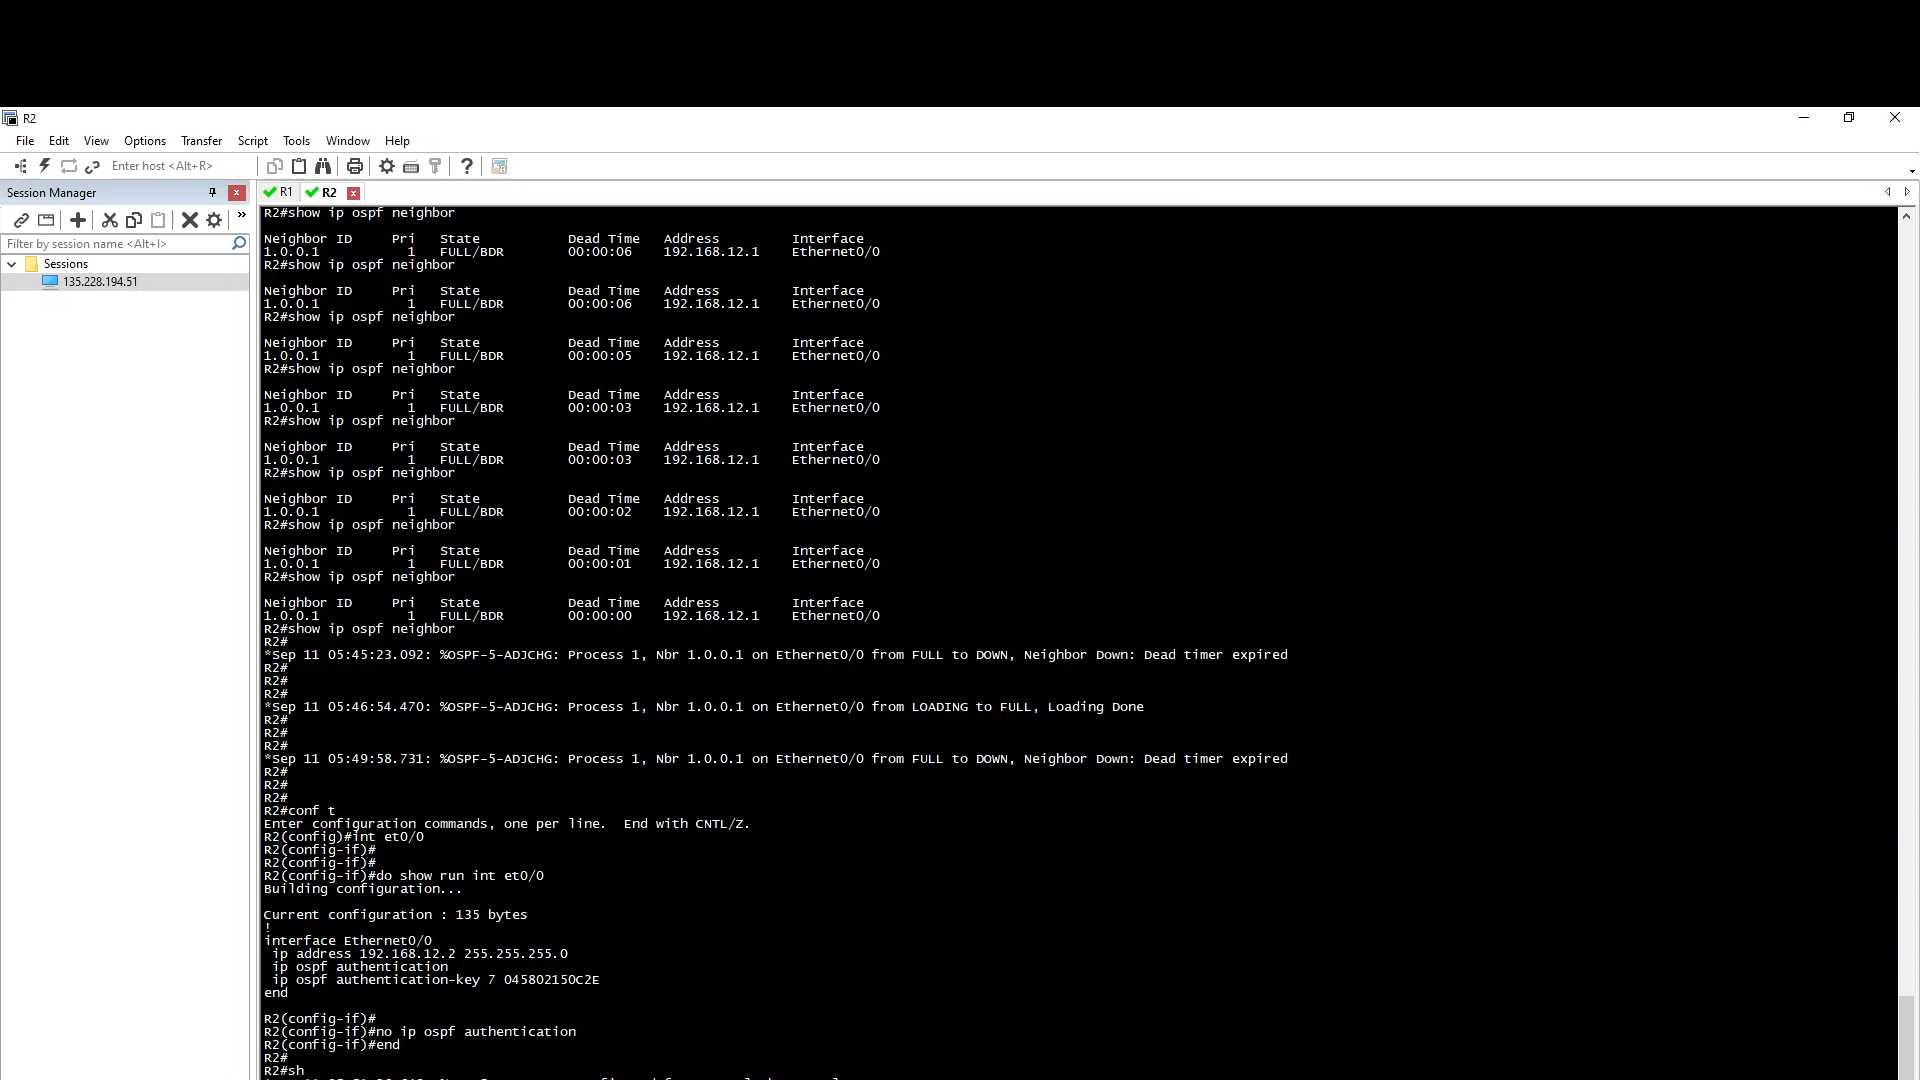 R2
File Edit View Options Transfer Script Tools Window Help
Enter host <Alt+R>
Session Manager
R1 R2
Filter by session name <Alt+I>
Sessions
135.228.194.51
R2#show ip ospf neighbor
Neighbor ID Pri State Dead Time Address Interface
1.0.0.1 1 FULL/BDR 00:00:06 192.168.12.1 Ethernet0/0
R2#show ip ospf neighbor
Neighbor ID Pri State Dead Time Address Interface
1.0.0.1 1 FULL/BDR 00:00:06 192.168.12.1 Ethernet0/0
R2#show ip ospf neighbor
Neighbor ID Pri State Dead Time Address Interface
1.0.0.1 1 FULL/BDR 00:00:05 192.168.12.1 Ethernet0/0
R2#show ip ospf neighbor
Neighbor ID Pri State Dead Time Address Interface
1.0.0.1 1 FULL/BDR 00:00:03 192.168.12.1 Ethernet0/0
R2#show ip ospf neighbor
Neighbor ID Pri State Dead Time Address Interface
1.0.0.1 1 FULL/BDR 00:00:03 192.168.12.1 Ethernet0/0
R2#show ip ospf neighbor
Neighbor ID Pri State Dead Time Address Interface
1.0.0.1 1 FULL/BDR 00:00:02 192.168.12.1 Ethernet0/0
R2#show ip ospf neighbor
Neighbor ID Pri State Dead Time Address Interface
1.0.0.1 1 FULL/BDR 00:00:01 192.168.12.1 Ethernet0/0
R2#show ip ospf neighbor
Neighbor ID Pri State Dead Time Address Interface
1.0.0.1 1 FULL/BDR 00:00:00 192.168.12.1 Ethernet0/0
R2#show ip ospf neighbor
R2#
*Sep 11 05:45:23.092: %OSPF-5-ADJCHG: Process 1, Nbr 1.0.0.1 on Ethernet0/0 from FULL to DOWN, Neighbor Down: Dead timer expired
R2#
R2#
R2#
*Sep 11 05:46:54.470: %OSPF-5-ADJCHG: Process 1, Nbr 1.0.0.1 on Ethernet0/0 from LOADING to FULL, Loading Done
R2#
R2#
R2#
*Sep 11 05:49:58.731: %OSPF-5-ADJCHG: Process 1, Nbr 1.0.0.1 on Ethernet0/0 from FULL to DOWN, Neighbor Down: Dead timer expired
R2#
R2#
R2#
R2#conf t
Enter configuration commands, one per line. End with CNTL/Z.
R2(config)#int et0/0
R2(config-if)#
R2(config-if)#
R2(config-if)#do show run int et0/0
Building configuration...
Current configuration : 135 bytes
!
interface Ethernet0/0
ip address 192.168.12.2 255.255.255.0
ip ospf authentication
ip ospf authentication-key 7 045802150C2E
end
R2(config-if)#
R2(config-if)#no ip ospf authentication
R2(config-if)#end
R2#
R2#sh